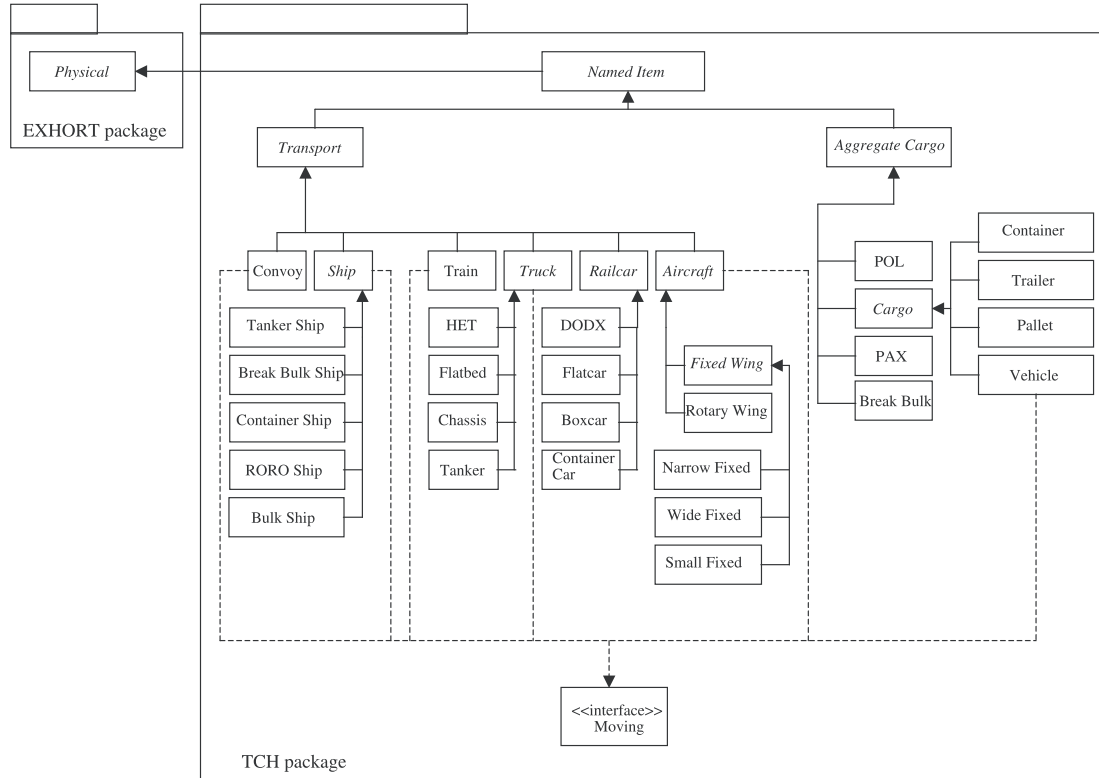 Physical
Named Item
EXHORT package
Transport
Aggregate Cargo
Convoy
Ship
Train
Truck
Railcar
Aircraft
Tanker Ship
Break Bulk Ship
Container Ship
RORO Ship
Bulk Ship
HET
Flatbed
Chassis
Tanker
DODX
Flatcar
Boxcar
Container
Car
Fixed Wing
Rotary Wing
Narrow Fixed
Wide Fixed
Small Fixed
POL
Cargo
PAX
Break Bulk
Container
Trailer
Pallet
Vehicle
<<interface>>
Moving
TCH package